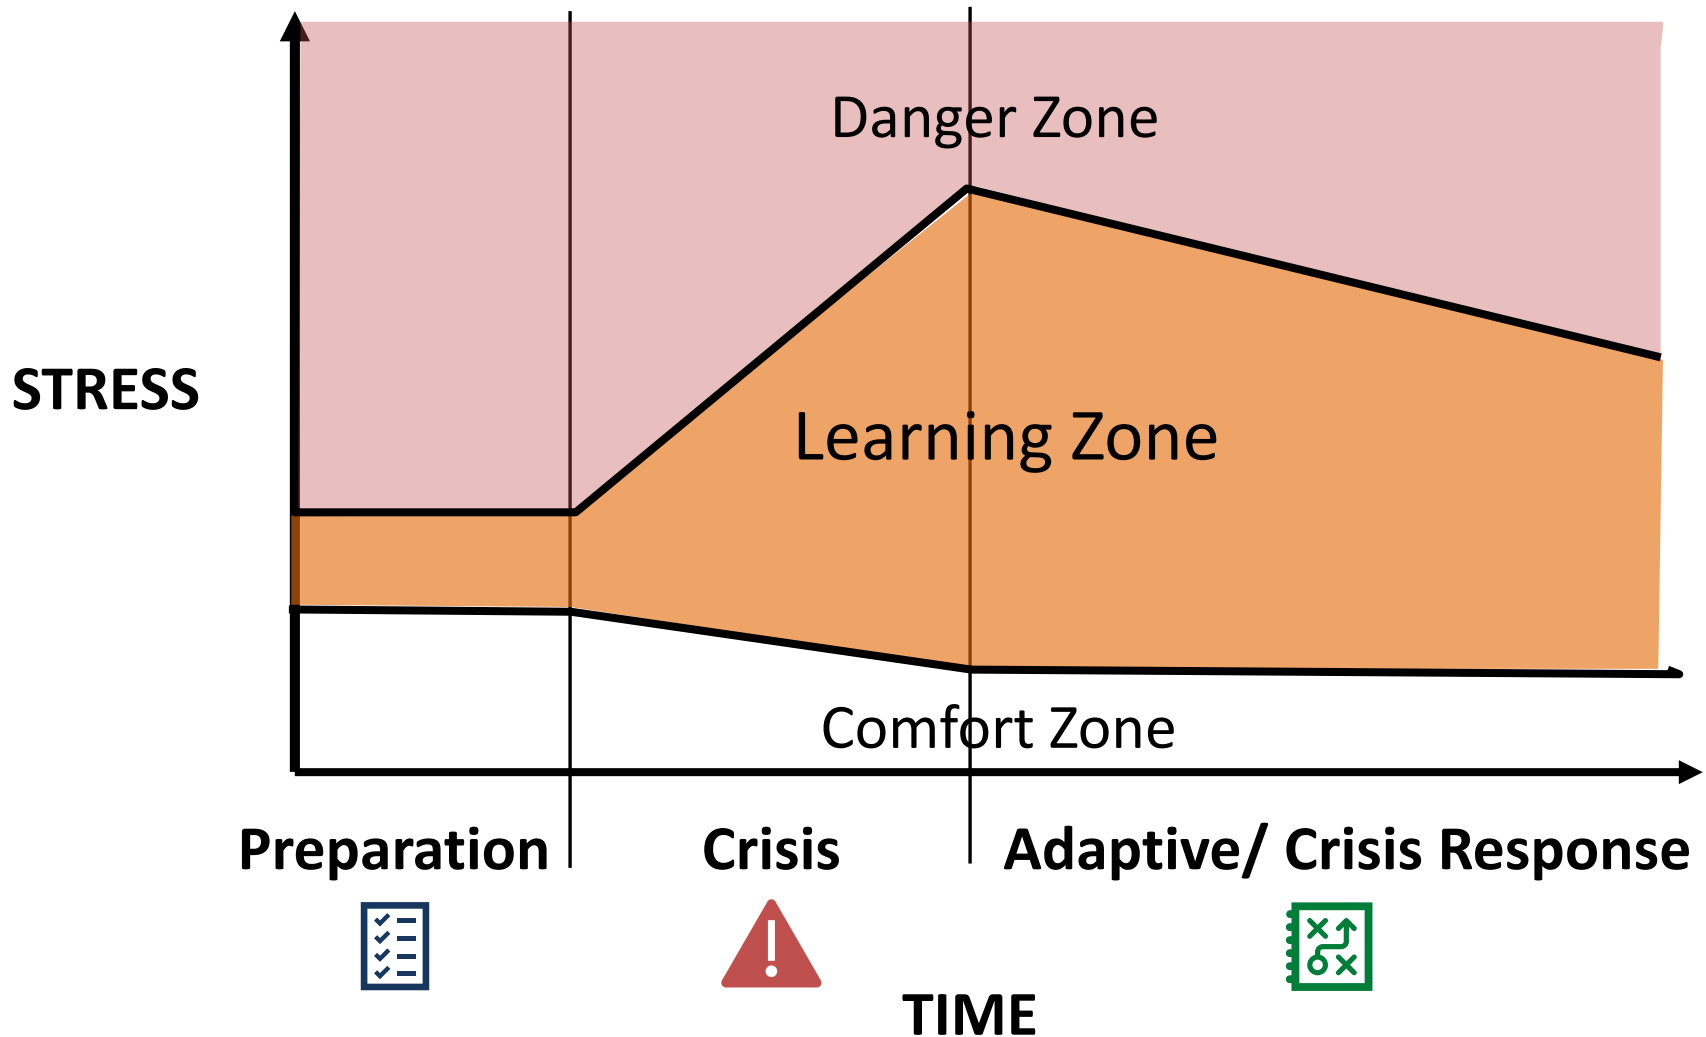 Danger Zone
STRESS
Learning Zone
Comfort Zone
Preparation
Crisis
Adaptive/ Crisis Response
TIME